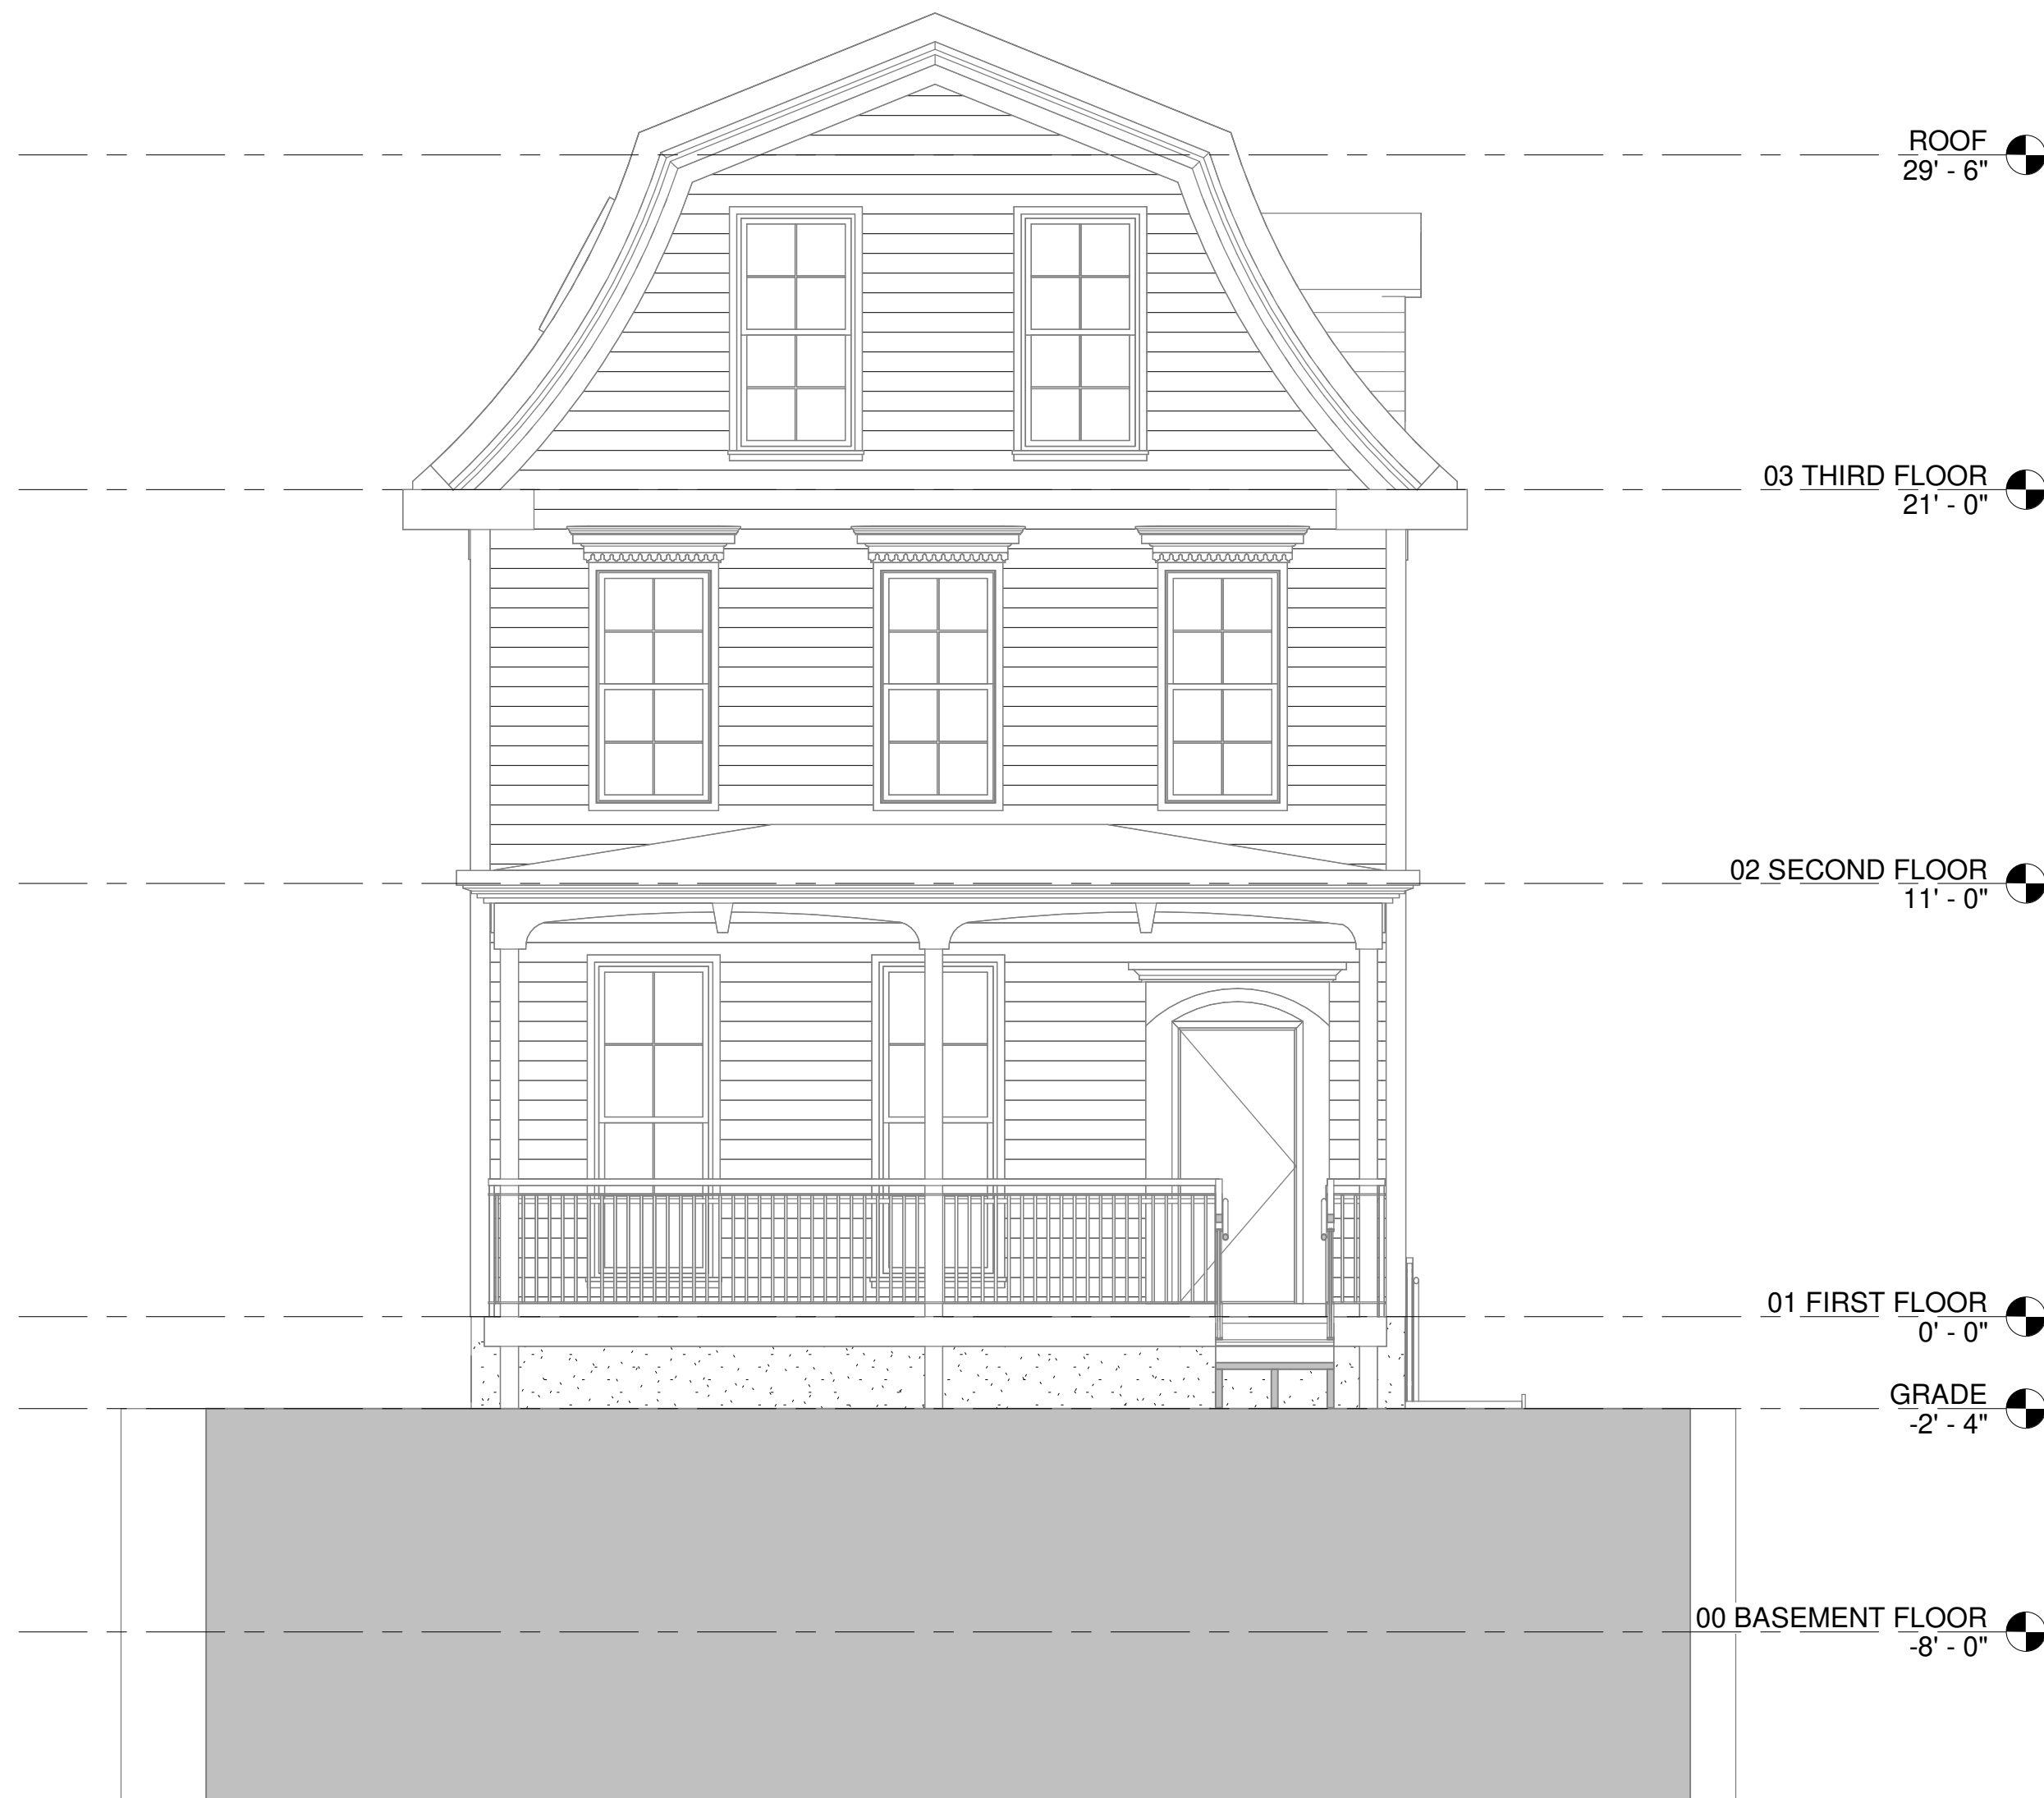 ROOF
29' - 6"
03 THIRD FLOOR
21' - 0"
02 SECOND FLOOR
11' - 0"
01 FIRST FLOOR
0' - 0"
GRADE
-2' - 4"
00 BASEMENT FLOOR
-8' - 0"